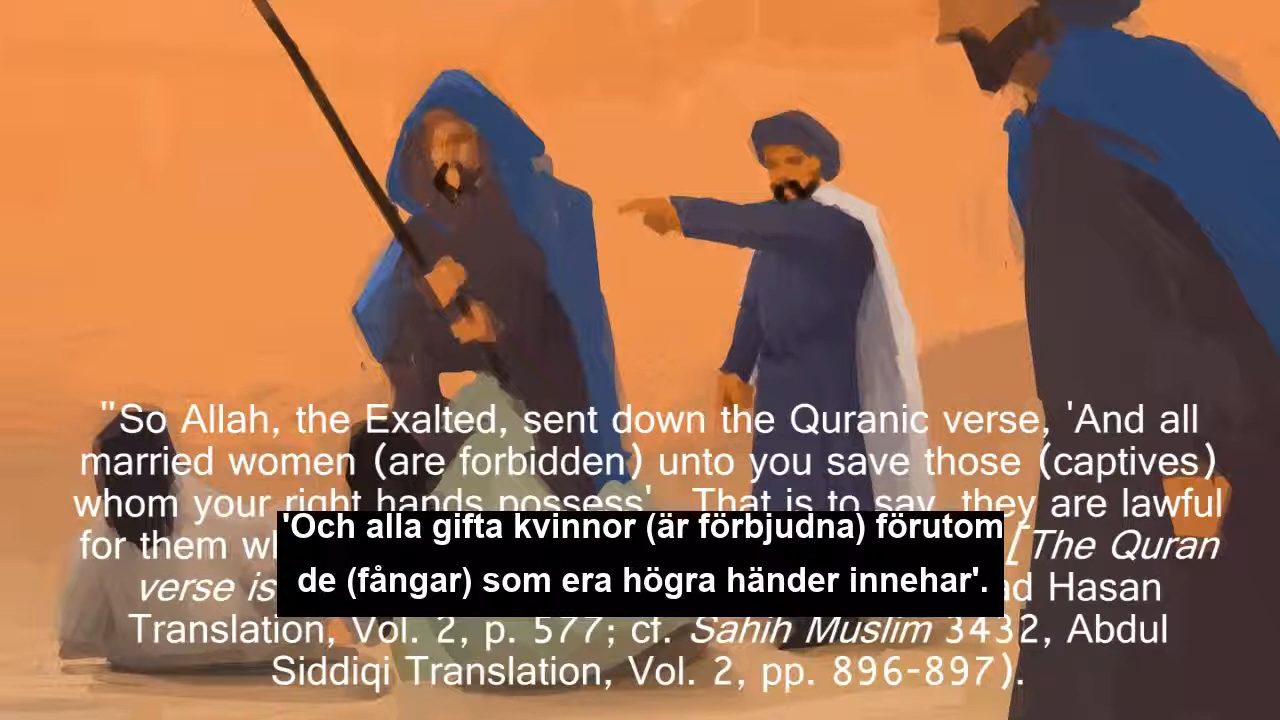 "So Allah, the Exalted, sent down the Quranic verse, 'And all
married women (are forbidden) unto you save those (captives)
whom your right hands possess'. That is to say, they are lawful
for them [The Quran
verse is Hasan
Translation, Vol. 2, p. 577; cf. Sahih Muslim 3432, Abdul
Siddiqi Translation, Vol. 2, pp. 896-897).
'Och alla gifta kvinnor (är förbjudna) förutom
de (fångar) som era högra händer innehar'.